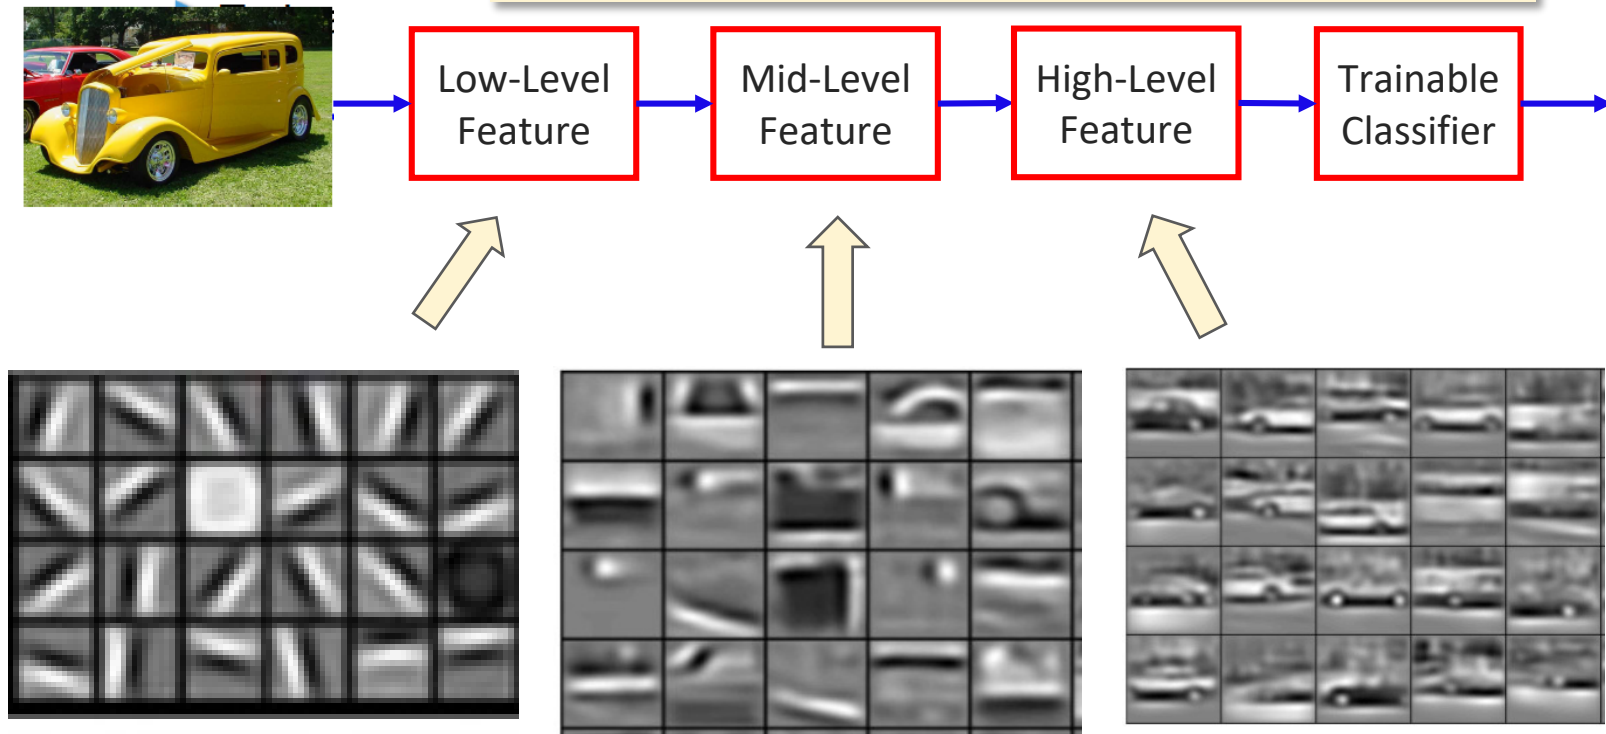 Low-Level
Feature
Mid-Level
Feature
High-Level
Feature
Trainable
Classifier